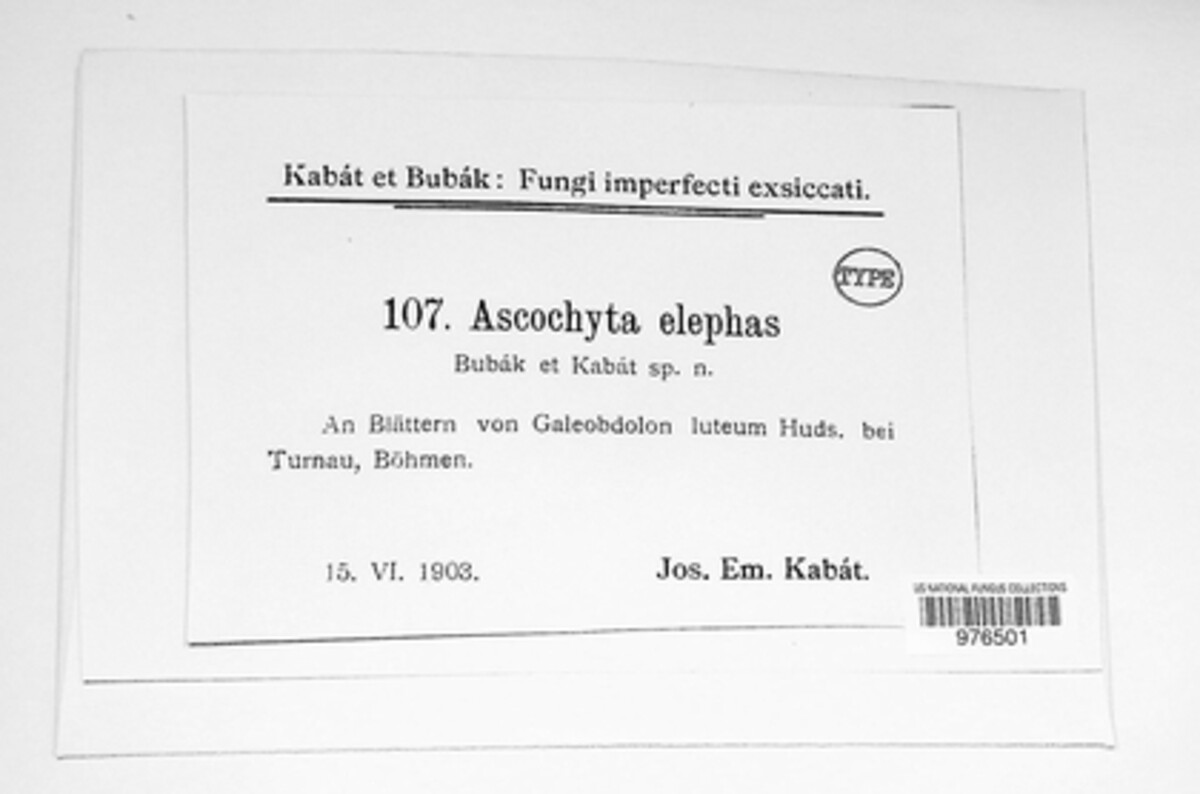 Kabát et Bubák: Fungi imperfecti exsiccati.
TYPE
107. Ascochyta elephas
Bubák et Kabát sp. n.
An Blättern von Galeobdolon luteum Huds. bei
Turnau, Böhmen.
15. VI. 1903.
Jos. Em. Kabát.
US NATIONAL FUNGUS COLLECTIONS
976501